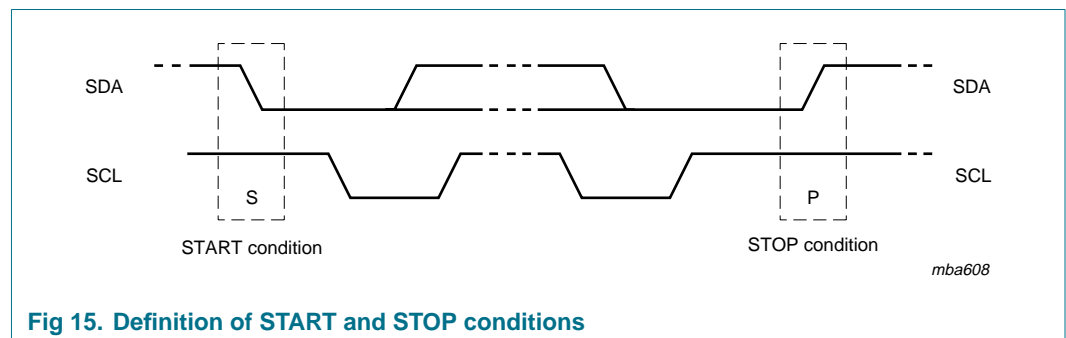 SDA SDA
SCL SCL
S P
START condition STOP condition
mba608
Fig 15. Definition of START and STOP conditions